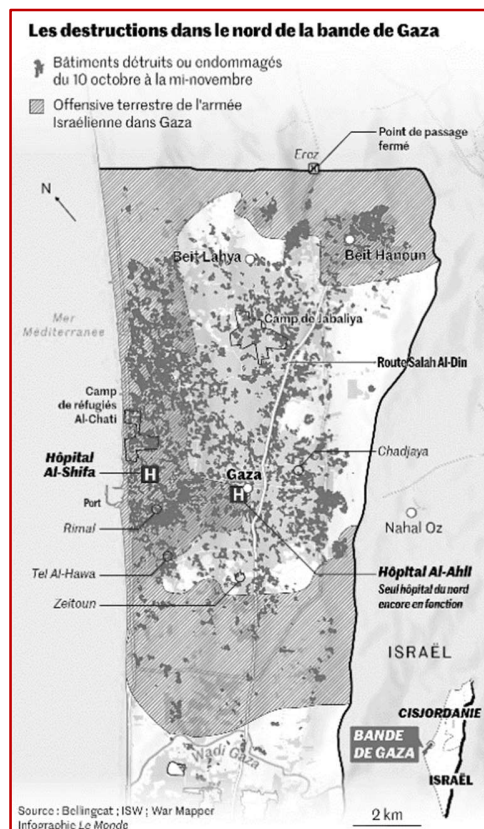 Les destructions dans le nord de la bande de Gaza
Bâtiments détruits ou endommagés
du 10 octobre à la mi-novembre
Offensive terrestre de l'armée
Israélienne dans Gaza
Point de passage
fermé
Erez
N
Beit Lahya
Beit Hanoun
Mer
Méditerranée
Camp de Jabaliya
Route Salah Al-Din
Camp
de réfugiés
Al-Chati
Hôpital
Al-Shifa
H
Gaza
H
Chadjaya
Port
Rimal
Nahal Oz
Tel Al-Hawa
Hôpital Al-Ahli
Seul hôpital du nord
encore en fonction
Zeitoun
ISRAËL
CISJORDANIE
BANDE
DE GAZA
ISRAËL
Wadi Gaza
Source : Bellingcat ; ISW ; War Mapper
Infographie Le Monde
2 km